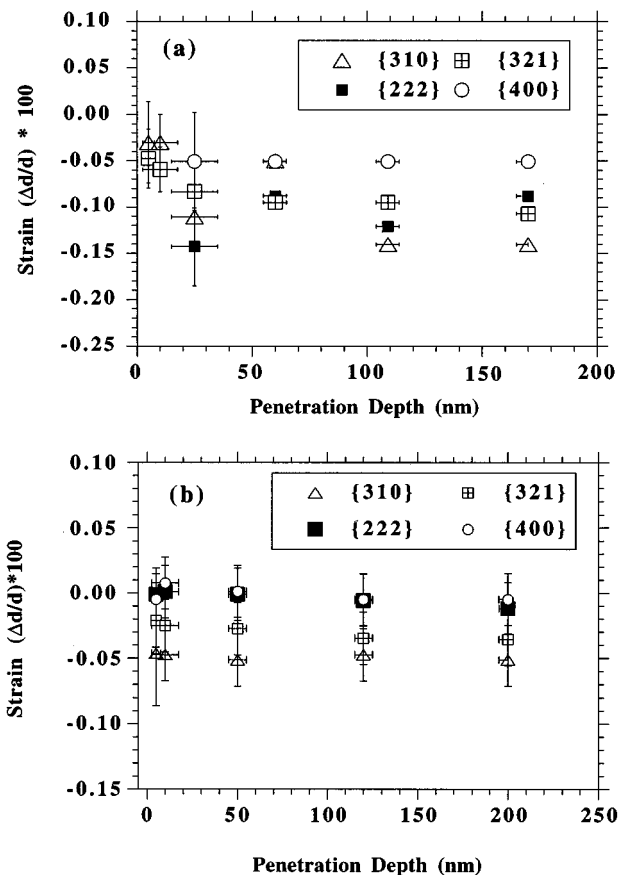 (a)
{310} {321}
{222} {400}
0.10
0.05
0.00
-0.05
-0.10
-0.15
-0.20
-0.25
Strain (Δd/d) * 100
0 50 100 150 200
Penetration Depth (nm)
(b)
{310} {321}
{222} {400}
0.10
0.05
0.00
-0.05
-0.10
-0.15
Strain (Δd/d)*100
0 50 100 150 200 250
Penetration Depth (nm)